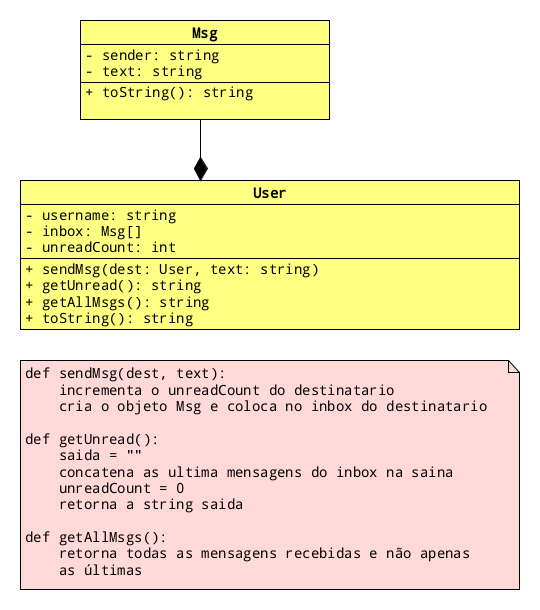 Msg
- sender: string
- text: string
+ toString(): string
User
- username: string
- inbox: Msg[]
- unreadCount: int
+ sendMsg(dest: User, text: string)
+ getUnread(): string
+ getAllMsgs(): string
+ toString(): string
def sendMsg(dest, text):
    incrementa o unreadCount do destinatario
    cria o objeto Msg e coloca no inbox do destinatario
def getUnread():
    saida = ""
    concatena as ultima mensagens do inbox na saina
    unreadCount = 0
    retorna a string saida
def getAllMsgs():
    retorna todas as mensagens recebidas e não apenas
    as últimas